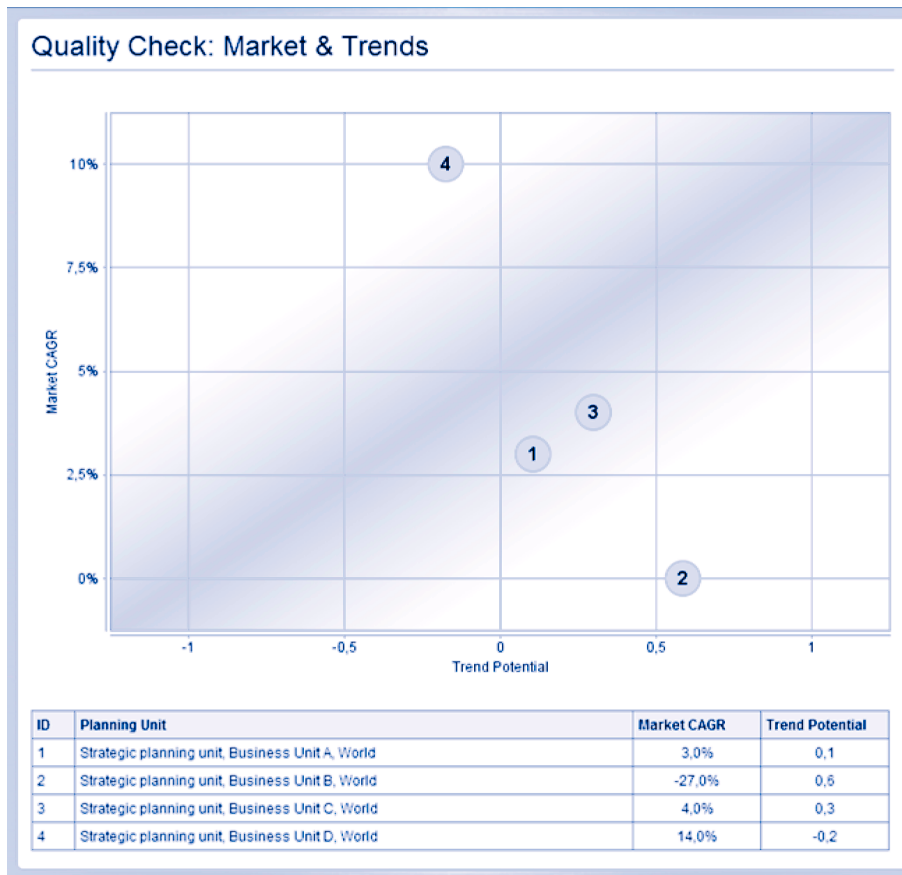 Quality Check: Market & Trends
10%
7,5%
5%
2,5%
0%
Market CAGR
4
3
1
2
-1 -0,5 0 0,5 1
Trend Potential
ID Planning Unit Market CAGR Trend Potential
1 Strategic planning unit, Business Unit A, World 3,0% 0,1
2 Strategic planning unit, Business Unit B, World -27,0% 0,6
3 Strategic planning unit, Business Unit C, World 4,0% 0,3
4 Strategic planning unit, Business Unit D, World 14,0% -0,2